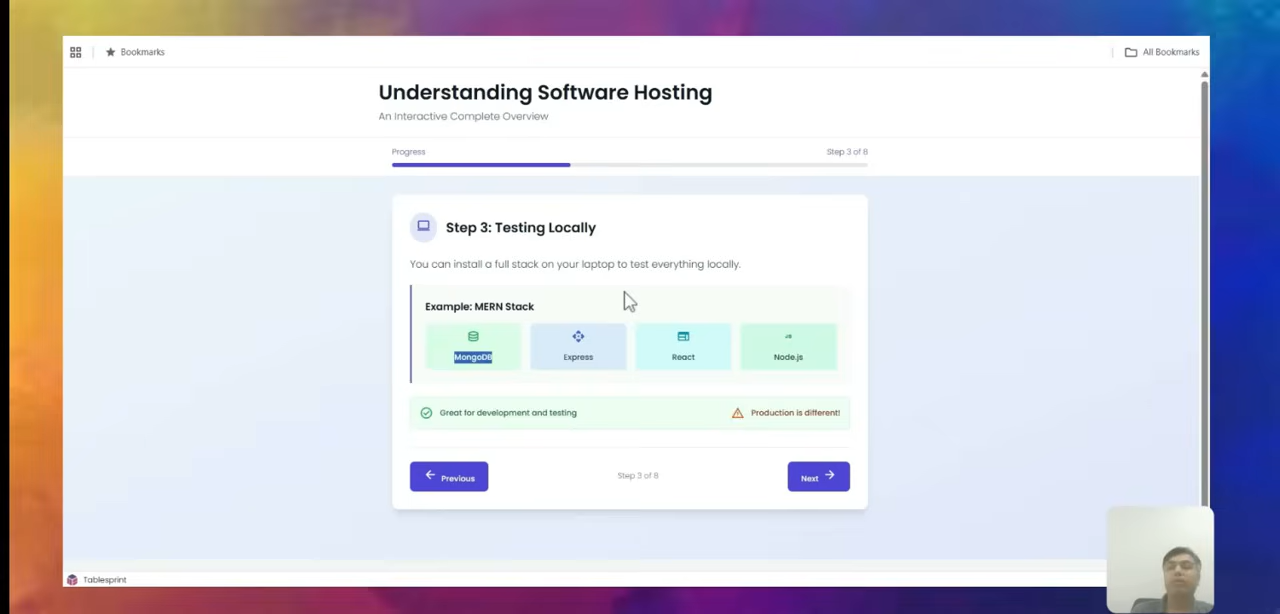 Bookmarks
All Bookmarks
Understanding Software Hosting
An Interactive Complete Overview
Progress
Step 3 of 8
Step 3: Testing Locally
You can install a full stack on your laptop to test everything locally.
Example: MERN Stack
MongoDB
Express
React
JS
Node.js
Great for development and testing
Production is different!
Previous
Step 3 of 8
Next
Tablesprint